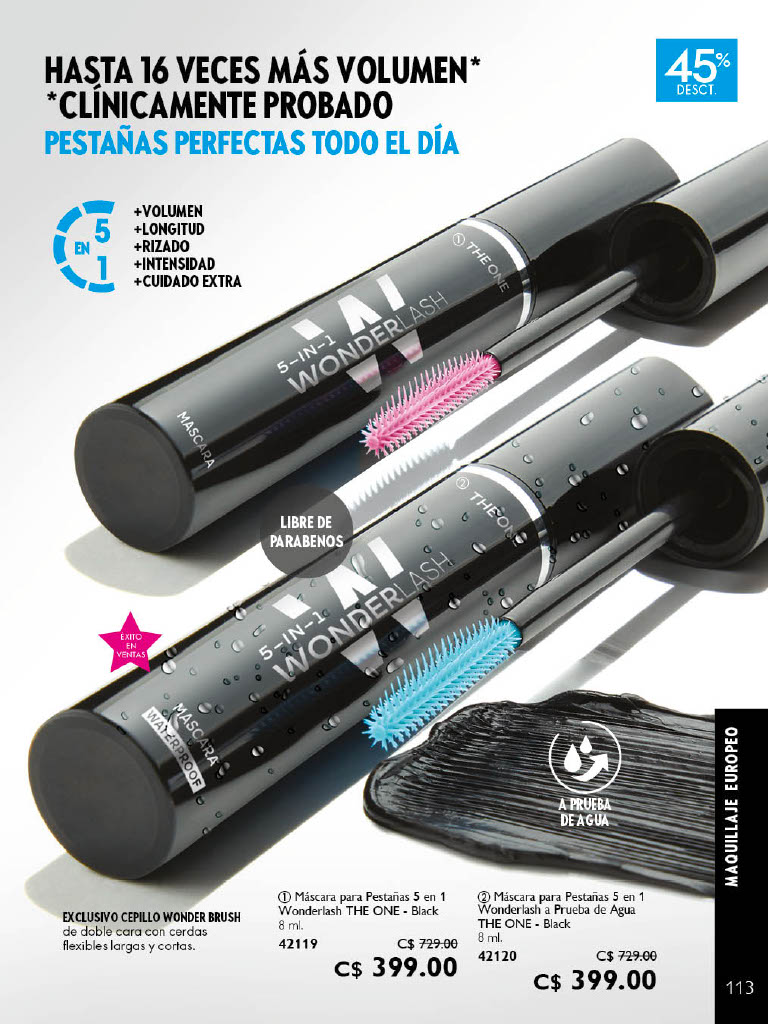 HASTA 16 VECES MÁS VOLUMEN*
*CLÍNICAMENTE PROBADO
PESTAÑAS PERFECTAS TODO EL DÍA
45%
DESCT.
5
EN
1
+VOLUMEN
+LONGITUD
+RIZADO
+INTENSIDAD
+CUIDADO EXTRA
① THE ONE
W
5-IN-1
WONDERLASH
MASCARA
LIBRE DE
PARABENOS
② THE ONE
W
5-IN-1
WONDERLASH
MASCARA
WATERPROOF
ÉXITO
EN
VENTAS
A PRUEBA
DE AGUA
MAQUILLAJE EUROPEO
EXCLUSIVO CEPILLO WONDER BRUSH
de doble cara con cerdas
flexibles largas y cortas.
① Máscara para Pestañas 5 en 1
Wonderlash THE ONE - Black
8 ml.
42119 C$ 729.00
C$ 399.00
② Máscara para Pestañas 5 en 1
Wonderlash a Prueba de Agua
THE ONE - Black
8 ml.
42120 C$ 729.00
C$ 399.00
113